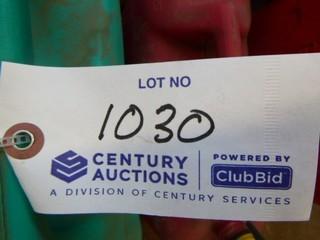 LOT NO
1030
CENTURY AUCTIONS
POWERED BY
ClubBid
A DIVISION OF CENTURY SERVICES